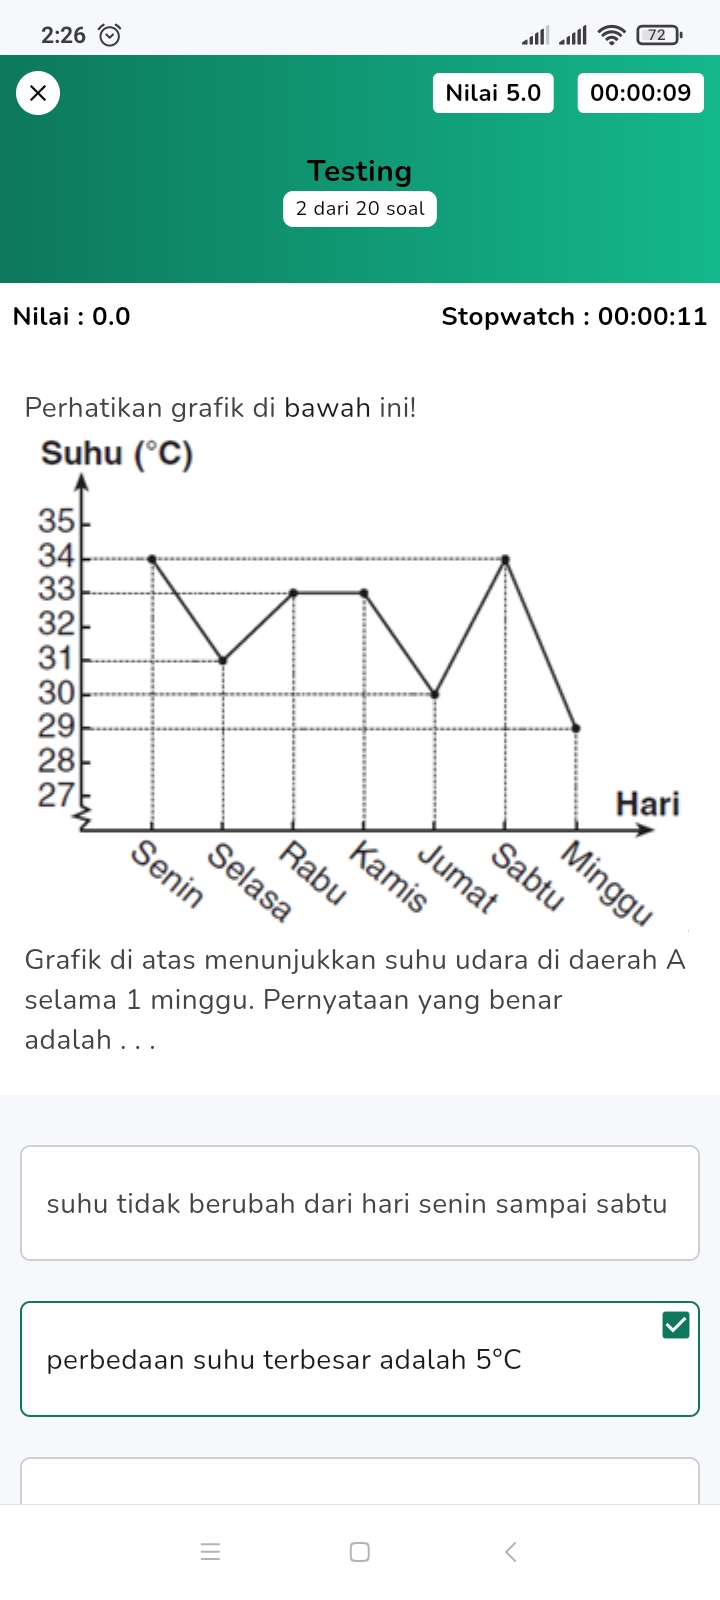 2:26
72
Nilai 5.0
00:00:09
Testing
2 dari 20 soal
Nilai : 0.0
Stopwatch : 00:00:11
Perhatikan grafik di bawah ini!
Suhu (°C)
35
34
33
32
31
30
29
28
27
Hari
Senin
Selasa
Rabu
Kamis
Jumat
Sabtu
Minggu
Grafik di atas menunjukkan suhu udara di daerah A
selama 1 minggu. Pernyataan yang benar
adalah . . .
suhu tidak berubah dari hari senin sampai sabtu
perbedaan suhu terbesar adalah 5°C